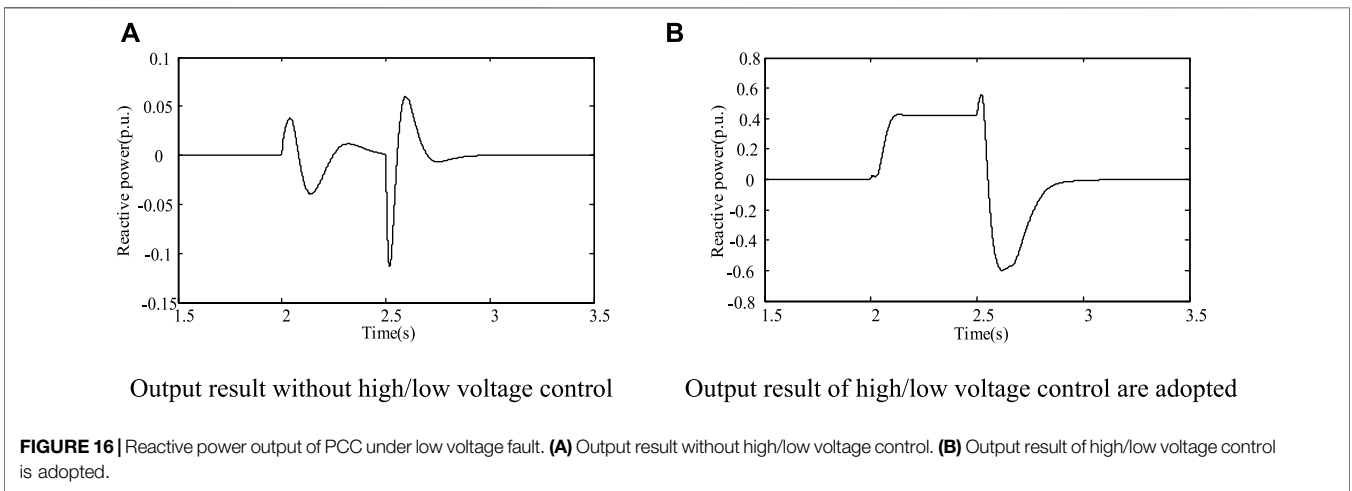 A
0.1
0.05
0
-0.05
-0.1
-0.15
Reactive power(p.u.)
1.5 2 2.5 3 3.5
Time(s)
Output result without high/low voltage control
B
0.8
0.6
0.4
0.2
0
-0.2
-0.4
-0.6
-0.8
Reactive power(p.u.)
1.5 2 2.5 3 3.5
Time(s)
Output result of high/low voltage control are adopted
FIGURE 16 | Reactive power output of PCC under low voltage fault. (A) Output result without high/low voltage control. (B) Output result of high/low voltage control
is adopted.